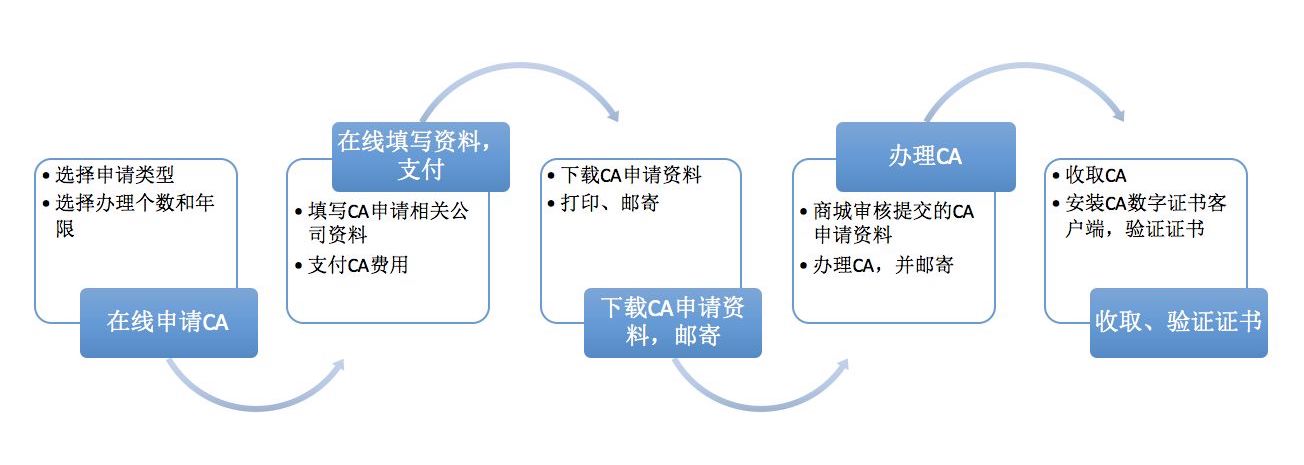 • 选择申请类型
• 选择办理个数和年
限
在线申请CA
在线填写资料，
支付
• 填写CA申请相关公
司资料
• 支付CA费用
• 下载CA申请资料
• 打印、邮寄
下载CA申请资
料，邮寄
办理CA
• 商城审核提交的CA
申请资料
• 办理CA，并邮寄
• 收取CA
• 安装CA数字证书客
户端，验证证书
收取、验证证书